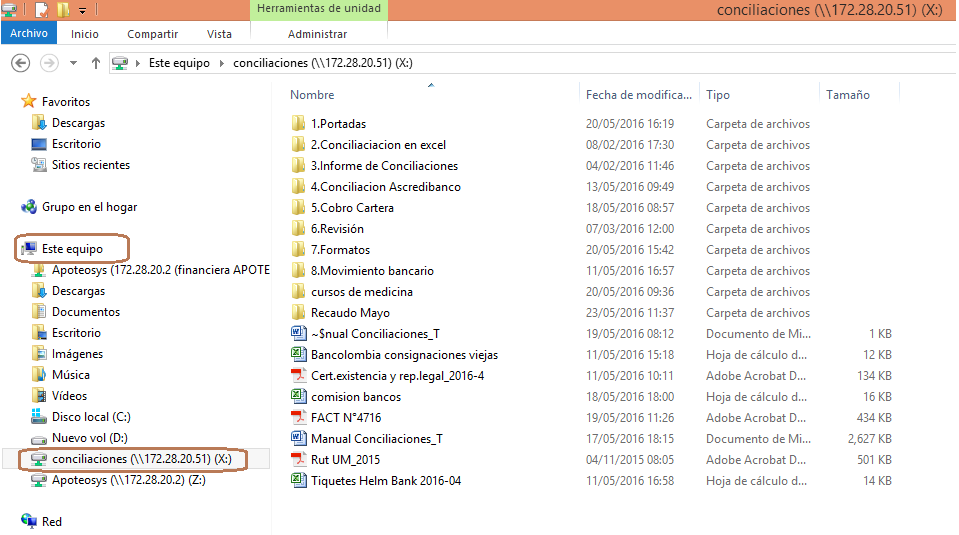 Herramientas de unidad
conciliaciones (\\172.28.20.51) (X:)
Archivo Inicio Compartir Vista Administrar
Este equipo conciliaciones (\\172.28.20.51) (X:)
Favoritos
Descargas
Escritorio
Sitios recientes
Grupo en el hogar
Este equipo
Apoteosys (172.28.20.2 (financiera APOTE
Descargas
Documentos
Escritorio
Imágenes
Música
Vídeos
Disco local (C:)
Nuevo vol (D:)
conciliaciones (\\172.28.20.51) (X:)
Apoteosys (\\172.28.20.2) (Z:)
Red
Nombre Fecha de modifica... Tipo Tamaño
1.Portadas 20/05/2016 16:19 Carpeta de archivos
2.Conciliaciacion en excel 08/02/2016 17:30 Carpeta de archivos
3.Informe de Conciliaciones 04/02/2016 11:46 Carpeta de archivos
4.Conciliacion Ascredibanco 13/05/2016 09:49 Carpeta de archivos
5.Cobro Cartera 18/05/2016 08:57 Carpeta de archivos
6.Revisión 07/03/2016 12:00 Carpeta de archivos
7.Formatos 20/05/2016 15:42 Carpeta de archivos
8.Movimiento bancario 11/05/2016 16:57 Carpeta de archivos
cursos de medicina 20/05/2016 09:36 Carpeta de archivos
Recaudo Mayo 23/05/2016 11:37 Carpeta de archivos
~$nual Conciliaciones_T 19/05/2016 08:12 Documento de Mi... 1 KB
Bancolombia consignaciones viejas 11/05/2016 15:18 Hoja de cálculo d... 12 KB
Cert.existencia y rep.legal_2016-4 11/05/2016 10:11 Adobe Acrobat D... 134 KB
comision bancos 18/05/2016 18:00 Hoja de cálculo d... 16 KB
FACT N°4716 19/05/2016 11:26 Adobe Acrobat D... 434 KB
Manual Conciliaciones_T 17/05/2016 18:15 Documento de Mi... 2,627 KB
Rut UM_2015 04/11/2015 08:05 Adobe Acrobat D... 501 KB
Tiquetes Helm Bank 2016-04 11/05/2016 16:58 Hoja de cálculo d... 14 KB